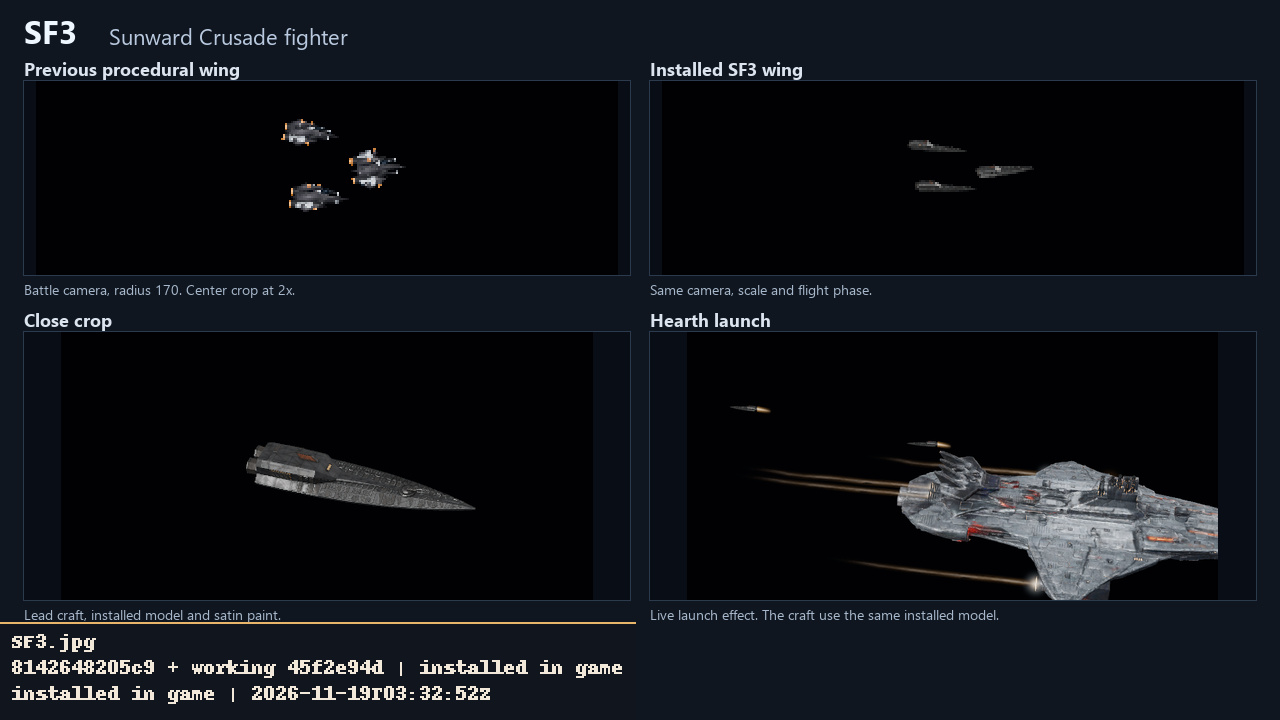 SF3 Sunward Crusade fighter
Previous procedural wing
Installed SF3 wing
Battle camera, radius 170. Center crop at 2x.
Same camera, scale and flight phase.
Close crop
Hearth launch
Lead craft, installed model and satin paint.
Live launch effect. The craft use the same installed model.
SF3.jpg
8142648205c9 + working 45f2e94d | installed in game
installed in game | 2026-11-19T03:32:52Z